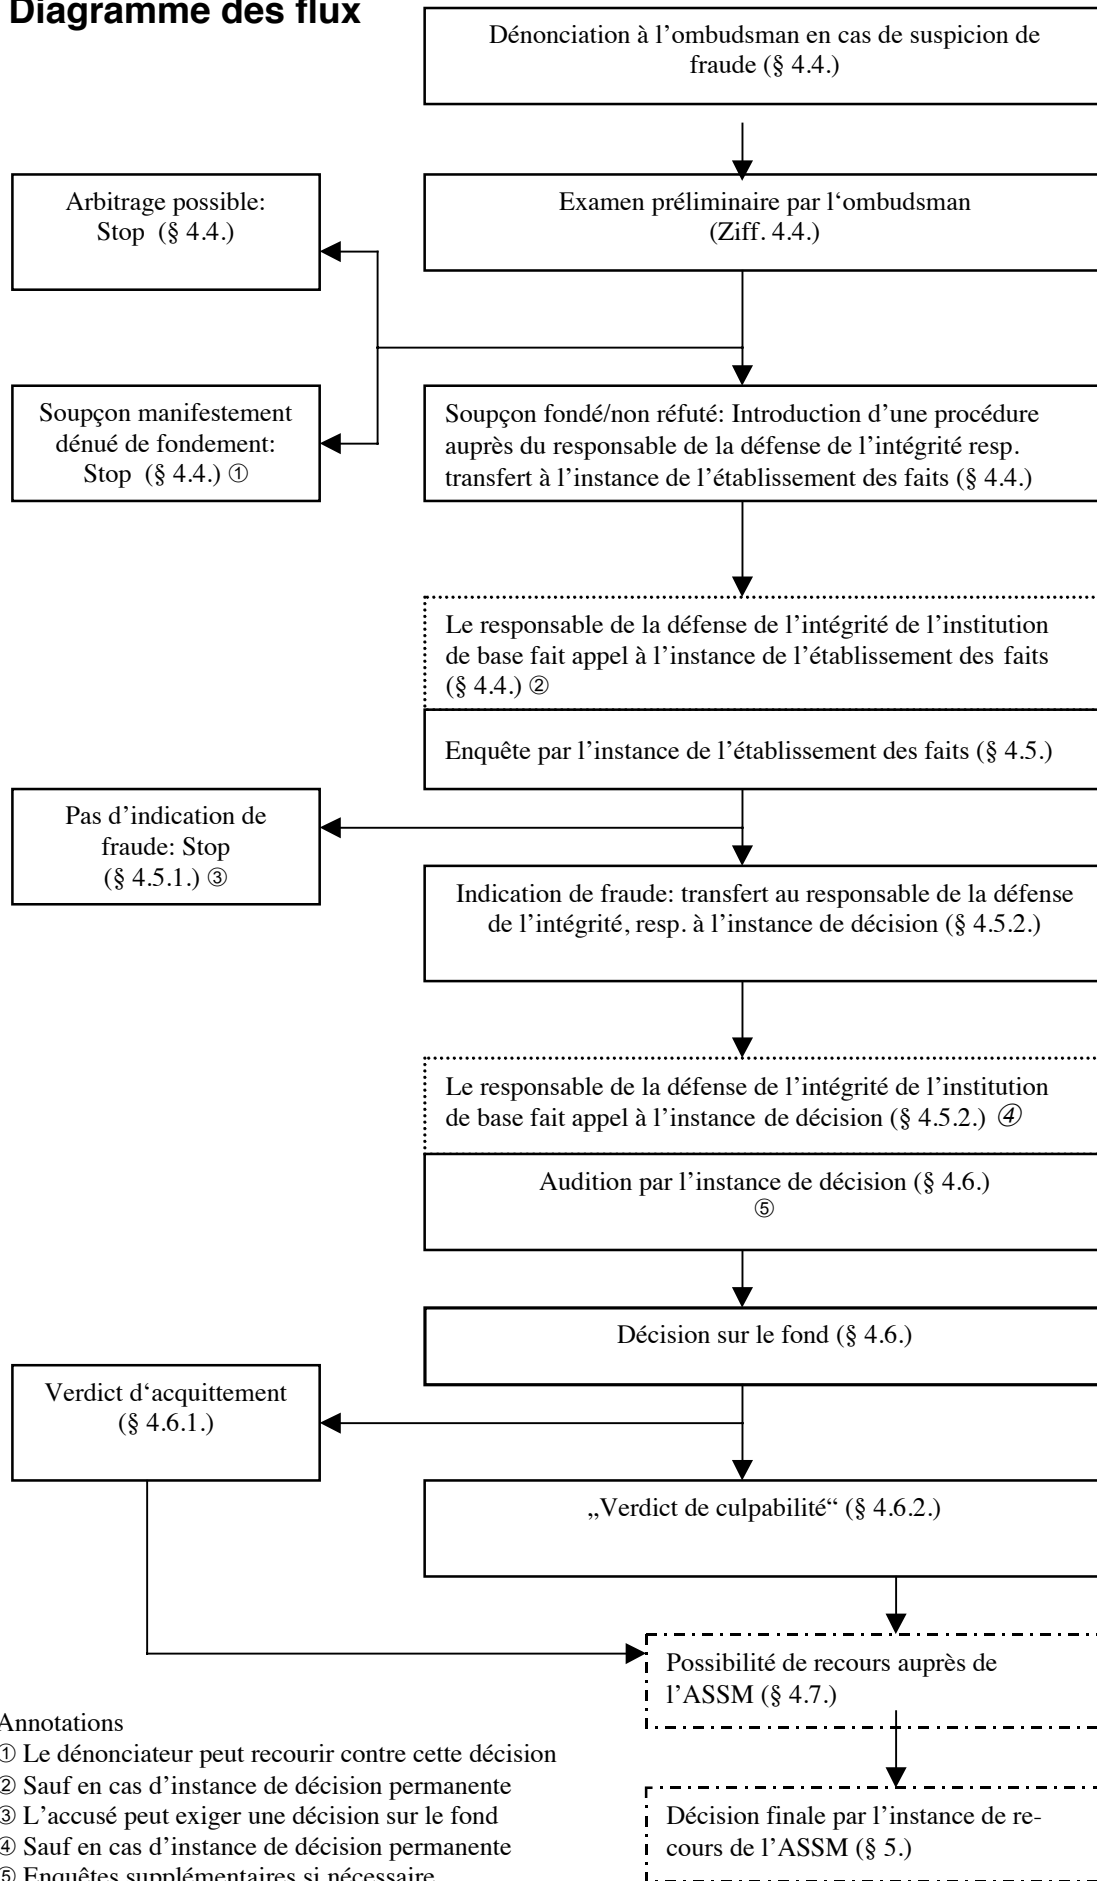 Diagramme des flux
Dénonciation à l’ombudsman en cas de suspicion de
fraude (§ 4.4.)
Arbitrage possible:
Stop (§ 4.4.)
Examen préliminaire par l‘ombudsman
(Ziff. 4.4.)
Soupçon manifestement
dénué de fondement:
Stop (§ 4.4.) ①
Soupçon fondé/non réfuté: Introduction d’une procédure
auprès du responsable de la défense de l’intégrité resp.
transfert à l’instance de l’établissement des faits (§ 4.4.)
Le responsable de la défense de l’intégrité de l’institution
de base fait appel à l’instance de l’établissement des faits
(§ 4.4.) ②
Enquête par l’instance de l’établissement des faits (§ 4.5.)
Pas d’indication de
fraude: Stop
(§ 4.5.1.) ③
Indication de fraude: transfert au responsable de la défense
de l’intégrité, resp. à l’instance de décision (§ 4.5.2.)
Le responsable de la défense de l’intégrité de l’institution
de base fait appel à l’instance de décision (§ 4.5.2.) ④
Audition par l’instance de décision (§ 4.6.)
⑤
Décision sur le fond (§ 4.6.)
Verdict d‘acquittement
(§ 4.6.1.)
„Verdict de culpabilité“ (§ 4.6.2.)
Possibilité de recours auprès de
l’ASSM (§ 4.7.)
Annotations
① Le dénonciateur peut recourir contre cette décision
② Sauf en cas d’instance de décision permanente
③ L’accusé peut exiger une décision sur le fond
④ Sauf en cas d’instance de décision permanente
⑤ Enquêtes supplémentaires si nécessaire
Décision finale par l’instance de re-
cours de l’ASSM (§ 5.)